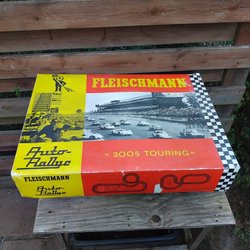 FLEISCHMANN
Auto-
Rallye
« 3005 TOURING »
FLEISCHMANN
Auto-
Rallye